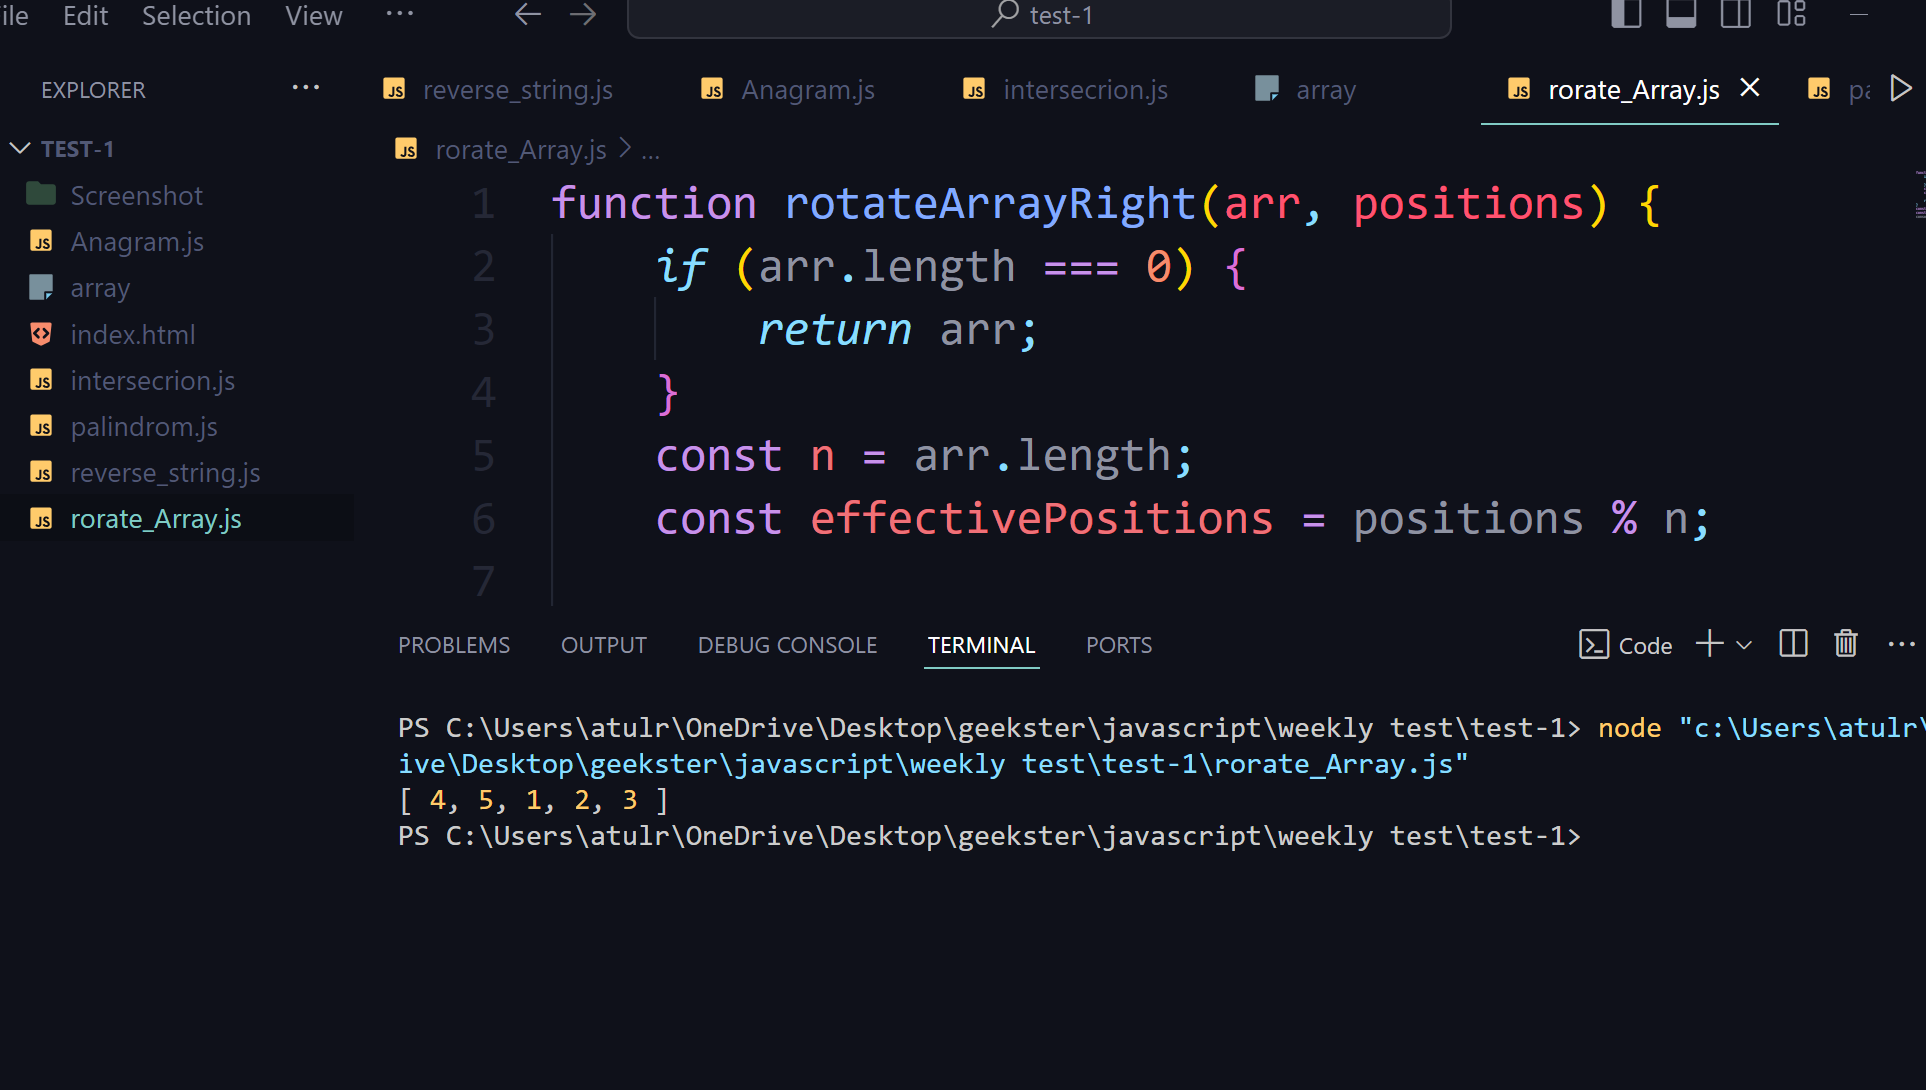 ile Edit Selection View ... test-1
EXPLORER ...
reverse_string.js Anagram.js intersecrion.js array rorate_Array.js pa
TEST-1
Screenshot
Anagram.js
array
index.html
intersecrion.js
palindrom.js
reverse_string.js
rorate_Array.js
rorate_Array.js > ...
1 function rotateArrayRight(arr, positions) {
2 if (arr.length === 0) {
3 return arr;
4 }
5 const n = arr.length;
6 const effectivePositions = positions % n;
7
PROBLEMS OUTPUT DEBUG CONSOLE TERMINAL PORTS Code
PS C:\Users\atulr\OneDrive\Desktop\geekster\javascript\weekly test\test-1> node "c:\Users\atulr\
ive\Desktop\geekster\javascript\weekly test\test-1\rorate_Array.js"
[ 4, 5, 1, 2, 3 ]
PS C:\Users\atulr\OneDrive\Desktop\geekster\javascript\weekly test\test-1>